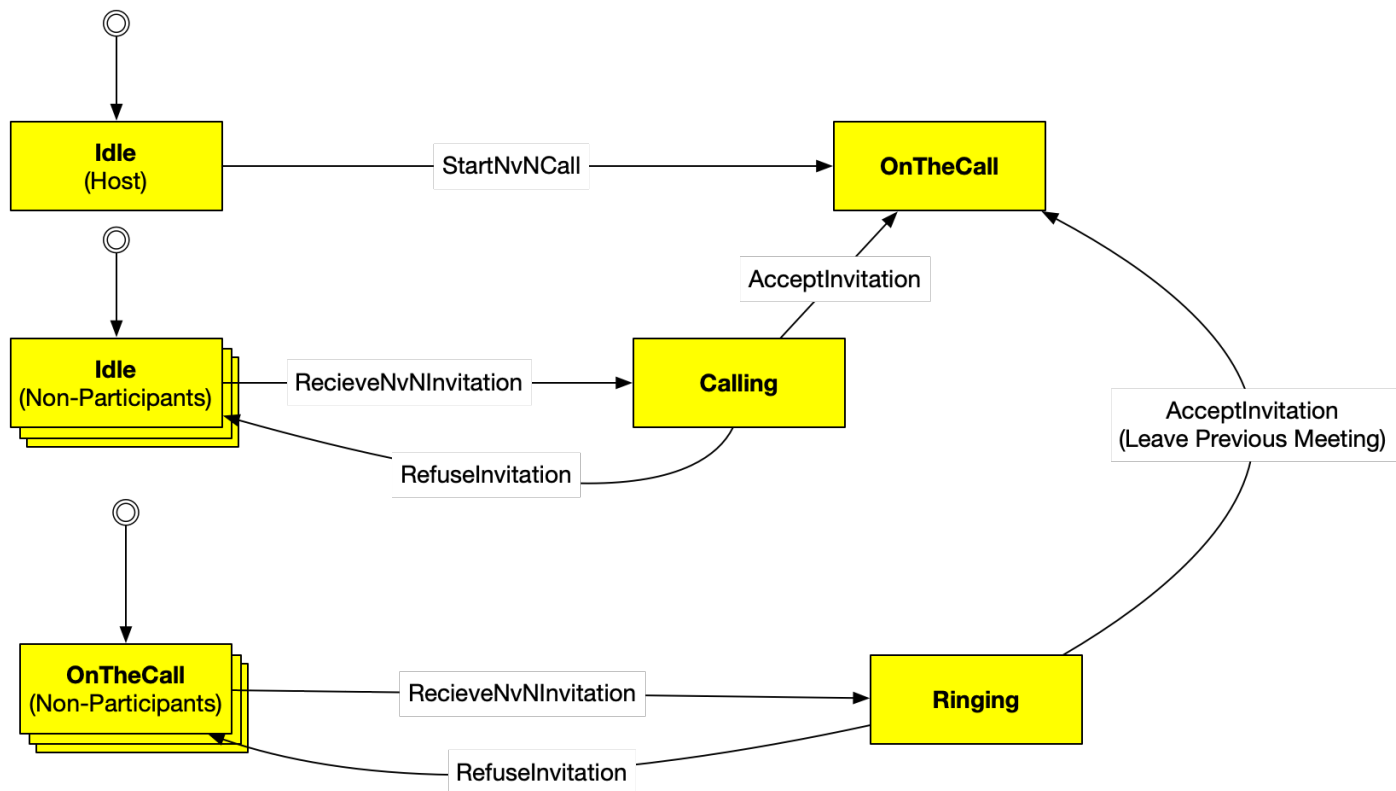 Idle
(Host)
StartNvNCall
OnTheCall
AcceptInvitation
Idle
(Non-Participants)
RecieveNvNInvitation
Calling
RefuseInvitation
AcceptInvitation
(Leave Previous Meeting)
OnTheCall
(Non-Participants)
RecieveNvNInvitation
Ringing
RefuseInvitation